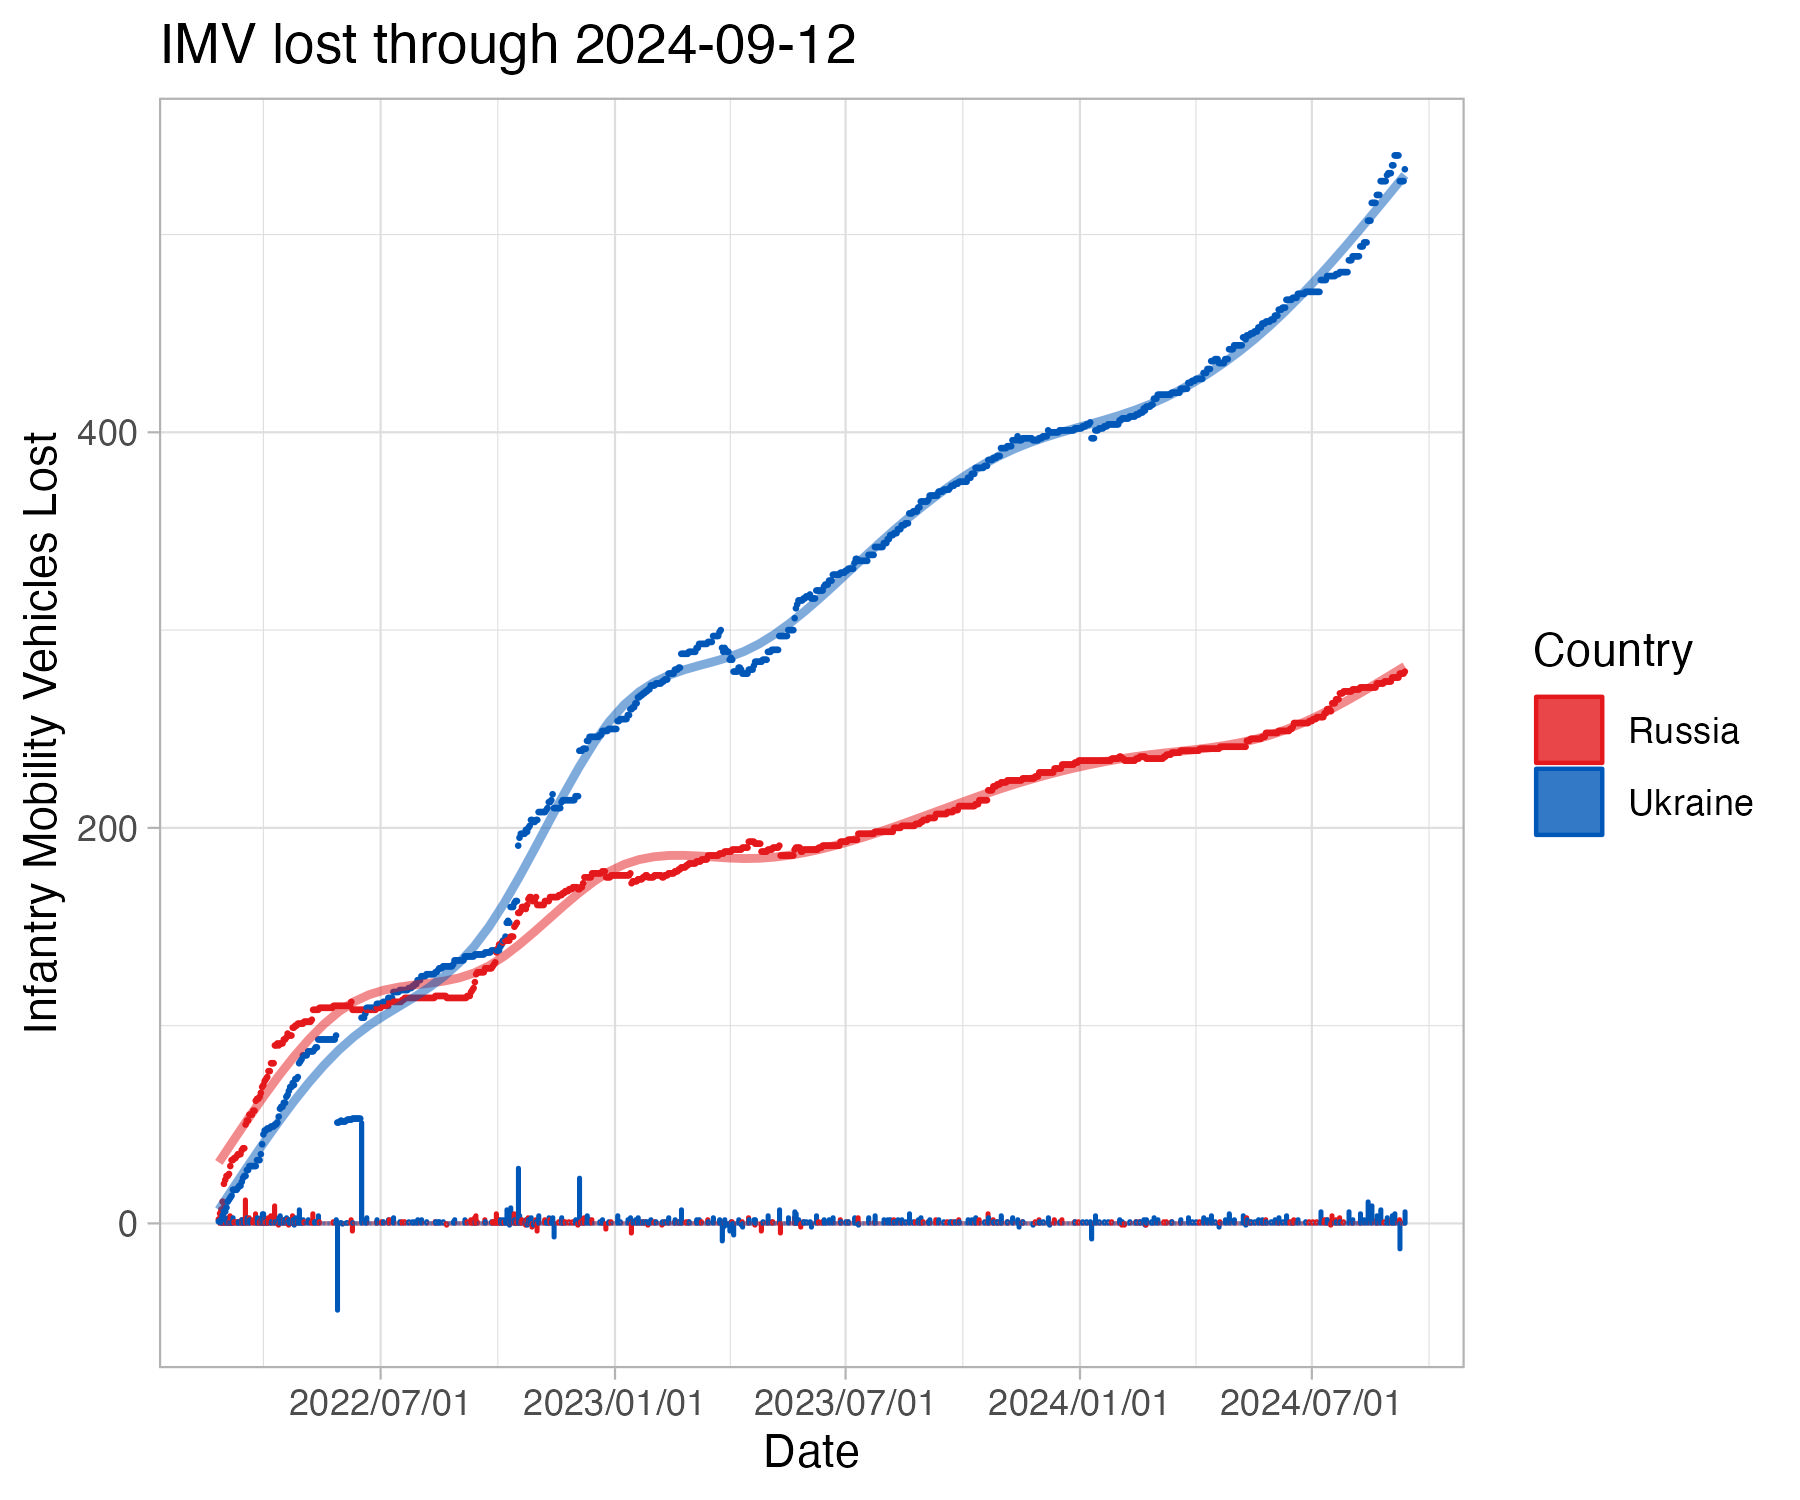 IMV lost through 2024-09-12
Infantry Mobility Vehicles Lost
400
200
0
2022/07/01
2023/01/01
2023/07/01
2024/01/01
2024/07/01
Date
Country
Russia
Ukraine